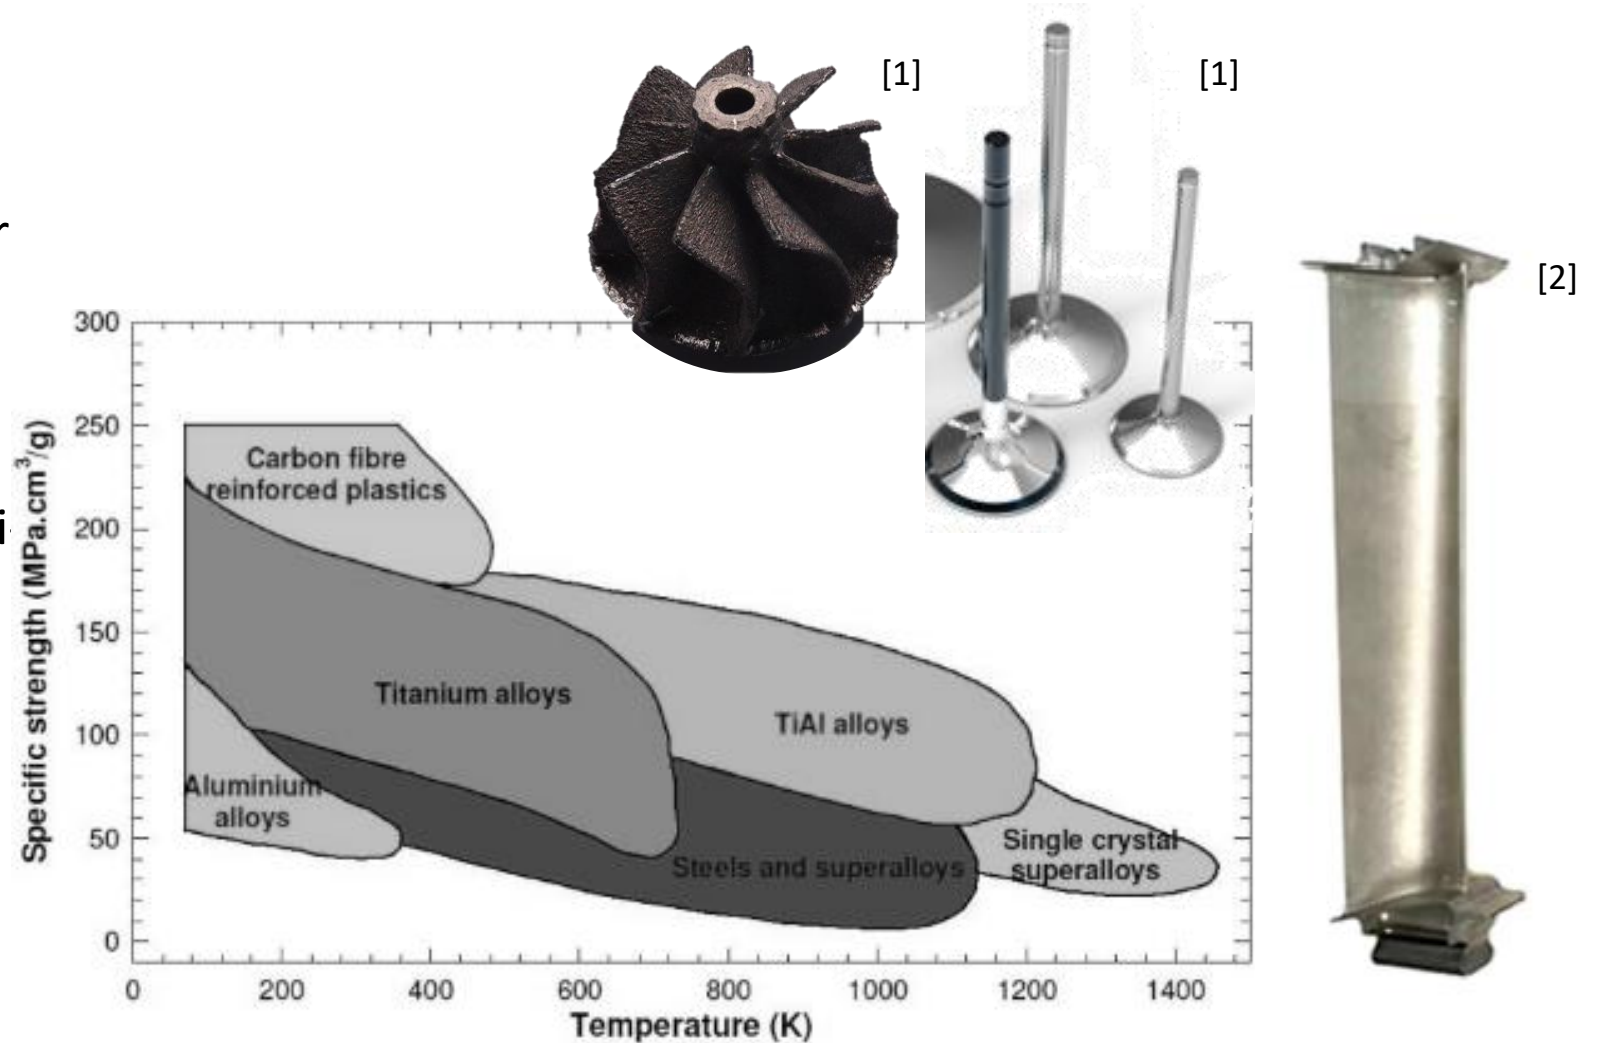 [1]
[1]
[2]
r
i
300
250
200
150
100
50
0
Specific strength (MPa.cm³/g)
Carbon fibre
reinforced plastics
Titanium alloys
TiAl alloys
Aluminium
alloys
Single crystal
superalloys
Steels and superalloys
0 200 400 600 800 1000 1200 1400
Temperature (K)